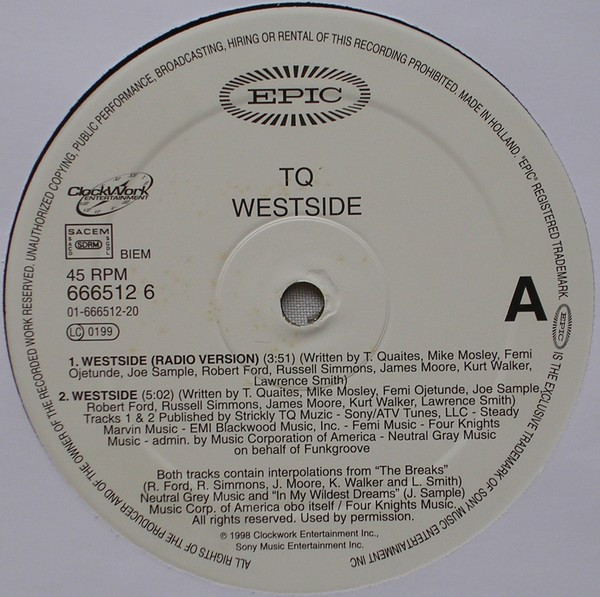 ALL RIGHTS OF THE PRODUCER AND OF THE OWNER OF THE RECORDED WORK RESERVED. UNAUTHORIZED COPYING, PUBLIC PERFORMANCE, BROADCASTING, HIRING OR RENTAL OF THIS RECORDING PROHIBITED. MADE IN HOLLAND. "EPIC" REGISTERED TRADEMARK. EPIC IS THE EXCLUSIVE TRADEMARK OF SONY MUSIC ENTERTAINMENT INC
EPIC
TQ
WESTSIDE
ClockWork
ENTERTAINMENT
SACEM
SACD SDRM SCGL
BIEM
45 RPM
666512 6
01-666512-20
LC 0199
A
1. WESTSIDE (RADIO VERSION) (3:51) (Written by T. Quaites, Mike Mosley, Femi
Ojetunde, Joe Sample, Robert Ford, Russell Simmons, James Moore, Kurt Walker,
Lawrence Smith)
2. WESTSIDE (5:02) (Written by T. Quaites, Mike Mosley, Femi Ojetunde, Joe Sample,
Robert Ford, Russell Simmons, James Moore, Kurt Walker, Lawrence Smith)
Tracks 1 & 2 Published by Strickly TQ Muzic - Sony/ATV Tunes, LLC - Steady
Marvin Music - EMI Blackwood Music, Inc. - Femi Music - Four Knights
Music - admin. by Music Corporation of America - Neutral Gray Music
on behalf of Funkgroove
Both tracks contain interpolations from "The Breaks"
(R. Ford, R. Simmons, J. Moore, K. Walker and L. Smith)
Neutral Grey Music and "In My Wildest Dreams" (J. Sample)
Music Corp. of America obo itself / Four Knights Music.
All rights reserved. Used by permission.
℗ 1998 Clockwork Entertainment Inc.,
Sony Music Entertainment Inc.